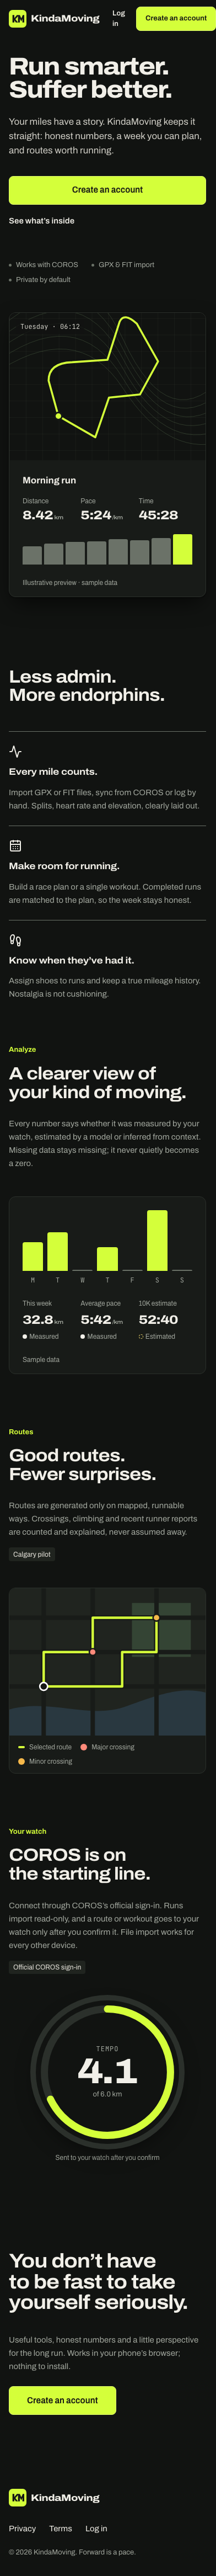 KM KindaMoving
Log in
Create an account
Run smarter.
Suffer better.
Your miles have a story. KindaMoving keeps it
straight: honest numbers, a week you can plan,
and routes worth running.
Create an account
See what's inside
Works with COROS
GPX & FIT import
Private by default
Tuesday · 06:12
Morning run
Distance Pace Time
8.42 km 5:24 /km 45:28
Illustrative preview · sample data
Less admin.
More endorphins.
Every mile counts.
Import GPX or FIT files, sync from COROS or log by
hand. Splits, heart rate and elevation, clearly laid out.
Make room for running.
Build a race plan or a single workout. Completed runs
are matched to the plan, so the week stays honest.
Know when they've had it.
Assign shoes to runs and keep a true mileage history.
Nostalgia is not cushioning.
Analyze
A clearer view of
your kind of moving.
Every number says whether it was measured by your
watch, estimated by a model or inferred from context.
Missing data stays missing; it never quietly becomes
a zero.
M T W T F S S
This week Average pace 10K estimate
32.8 km 5:42 /km 52:40
Measured Measured Estimated
Sample data
Routes
Good routes.
Fewer surprises.
Routes are generated only on mapped, runnable
ways. Crossings, climbing and recent runner reports
are counted and explained, never assumed away.
Calgary pilot
Selected route Major crossing
Minor crossing
Your watch
COROS is on
the starting line.
Connect through COROS's official sign-in. Runs
import read-only, and a route or workout goes to your
watch only after you confirm it. File import works for
every other device.
Official COROS sign-in
TEMPO
4.1
of 6.0 km
Sent to your watch after you confirm
You don't have
to be fast to take
yourself seriously.
Useful tools, honest numbers and a little perspective
for the long run. Works in your phone's browser;
nothing to install.
Create an account
KM KindaMoving
Privacy Terms Log in
© 2026 KindaMoving. Forward is a pace.